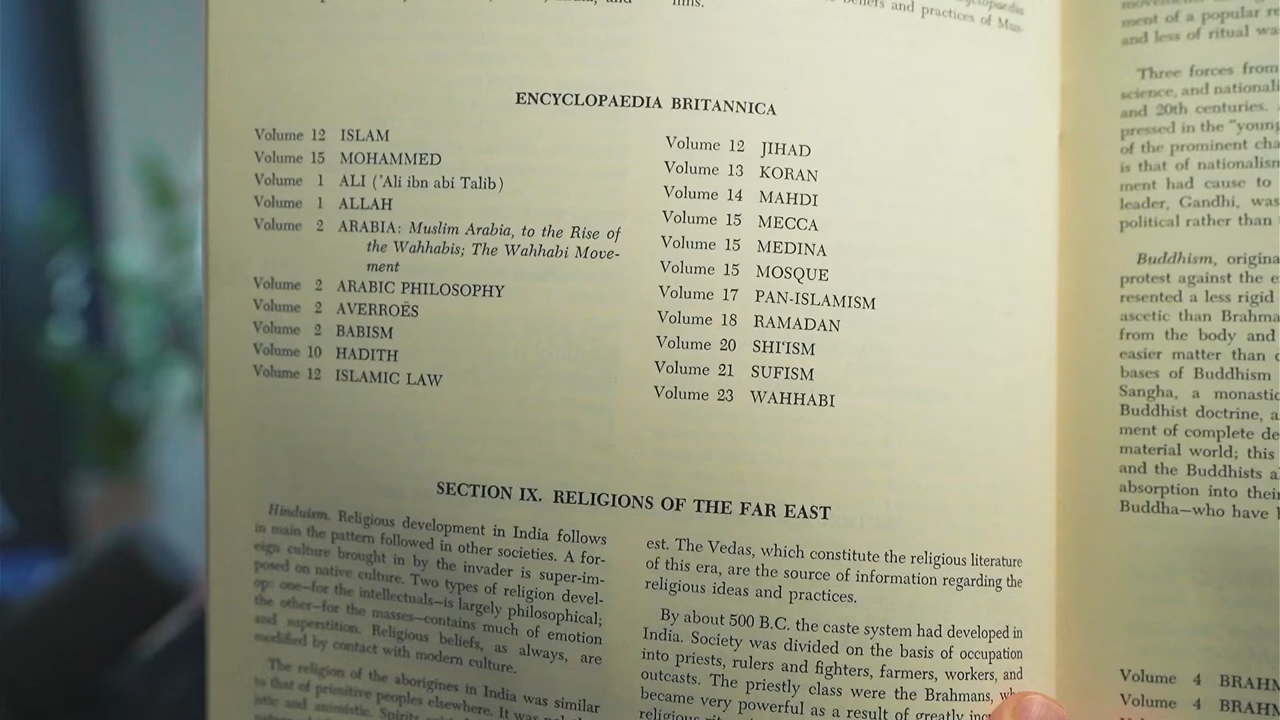 and
lims.
beliefs and practices of Mus-
ENCYCLOPAEDIA BRITANNICA
Volume 12 ISLAM
Volume 15 MOHAMMED
Volume 1 ALI ('Ali ibn abi Talib)
Volume 1 ALLAH
Volume 2 ARABIA: Muslim Arabia, to the Rise of
the Wahhabis; The Wahhabi Move-
ment
Volume 2 ARABIC PHILOSOPHY
Volume 2 AVERROËS
Volume 2 BABISM
Volume 10 HADITH
Volume 12 ISLAMIC LAW
Volume 12 JIHAD
Volume 13 KORAN
Volume 14 MAHDI
Volume 15 MECCA
Volume 15 MEDINA
Volume 15 MOSQUE
Volume 17 PAN-ISLAMISM
Volume 18 RAMADAN
Volume 20 SHI'ISM
Volume 21 SUFISM
Volume 23 WAHHABI
SECTION IX. RELIGIONS OF THE FAR EAST
Hinduism. Religious development in India follows
in main the pattern followed in other societies. A for-
eign culture brought in by the invader is super-im-
posed on native culture. Two types of religion devel-
op: one—for the intellectuals—is largely philosophical;
the other—for the masses—contains much of emotion
and superstition. Religious beliefs, as always, are
modified by contact with modern culture.
The religion of the aborigines in India was similar
to that of primitive peoples elsewhere. It was
istic and animistic. Spirits
est. The Vedas, which constitute the religious literature
of this era, are the source of information regarding the
religious ideas and practices.
By about 500 B.C. the caste system had developed in
India. Society was divided on the basis of occupation
into priests, rulers and fighters, farmers, workers, and
outcasts. The priestly class were the Brahmans,
became very powerful as a result of greatly
religious
ment of a popular
and less of ritual
Three forces from
science, and
and 20th centuries.
pressed in the "young
of the prominent
is that of
ment had cause to
leader, Gandhi, was
political rather than
Buddhism,
protest against the
resented a less rigid
ascetic than
from the body and
easier matter than
bases of Buddhism
Sangha, a
Buddhist doctrine,
ment of complete
material world; this
and the Buddhists
absorption into their
Buddha—who have
Volume 4
Volume 4